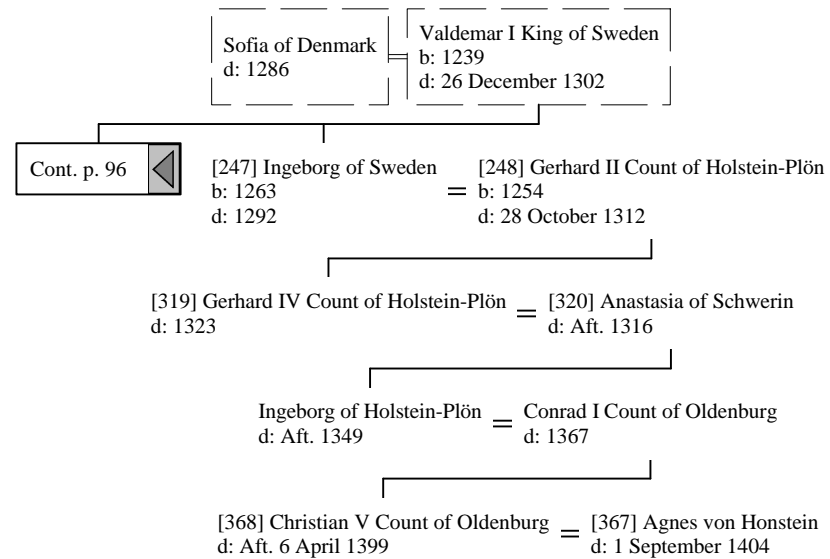 Sofia of Denmark
d: 1286
Valdemar I King of Sweden
b: 1239
d: 26 December 1302
Cont. p. 96
[247] Ingeborg of Sweden
b: 1263
d: 1292
=
[248] Gerhard II Count of Holstein-Plön
b: 1254
d: 28 October 1312
[319] Gerhard IV Count of Holstein-Plön
d: 1323
=
[320] Anastasia of Schwerin
d: Aft. 1316
Ingeborg of Holstein-Plön
d: Aft. 1349
=
Conrad I Count of Oldenburg
d: 1367
[368] Christian V Count of Oldenburg
d: Aft. 6 April 1399
=
[367] Agnes von Honstein
d: 1 September 1404